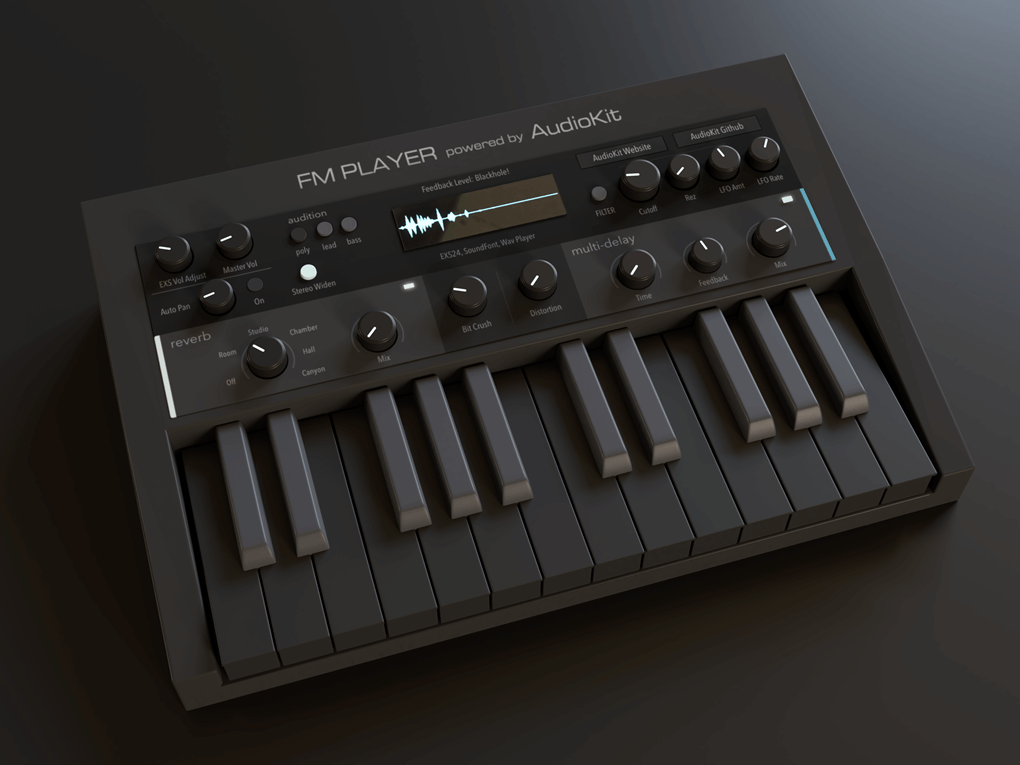 FM PLAYER powered by AudioKit
AudioKit Website
AudioKit Github
Feedback Level: Blackhole!
EXS24, SoundFont, Wav Player
FILTER
Cutoff
Rez
LFO Amt
LFO Rate
audition
poly
lead
bass
EXS Vol Adjust
Master Vol
Stereo Widen
Auto Pan
On
multi-delay
Time
Feedback
Mix
Bit Crush
Distortion
reverb
Off
Room
Studio
Chamber
Hall
Canyon
Mix